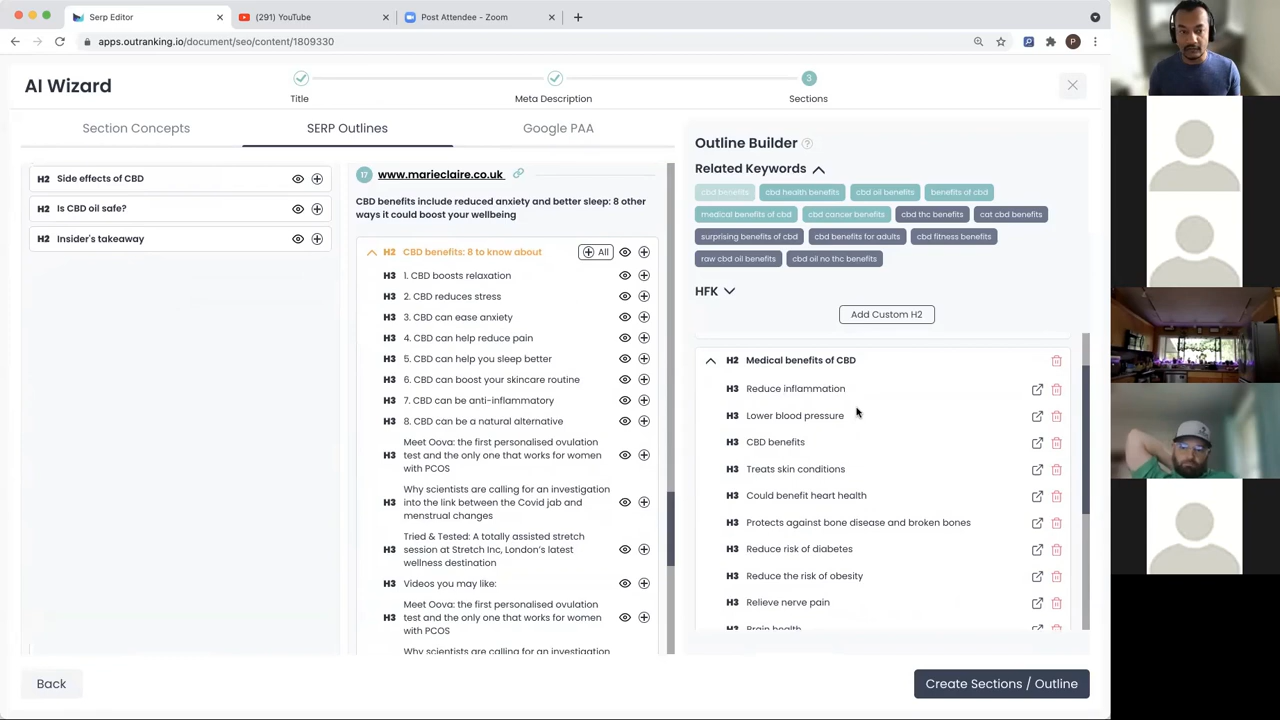 Serp Editor
(291) YouTube
Post Attendee - Zoom
apps.outranking.io/document/seo/content/1809330
P
AI Wizard
Title
Meta Description
3
Sections
Section Concepts
SERP Outlines
Google PAA
H2 Side effects of CBD
H2 Is CBD oil safe?
H2 Insider's takeaway
17 www.marieclaire.co.uk
CBD benefits include reduced anxiety and better sleep: 8 other
ways it could boost your wellbeing
H2 CBD benefits: 8 to know about
All
H3 1. CBD boosts relaxation
H3 2. CBD reduces stress
H3 3. CBD can ease anxiety
H3 4. CBD can help reduce pain
H3 5. CBD can help you sleep better
H3 6. CBD can boost your skincare routine
H3 7. CBD can be anti-inflammatory
H3 8. CBD can be a natural alternative
Meet Oova: the first personalised ovulation
H3 test and the only one that works for women
with PCOS
Why scientists are calling for an investigation
H3 into the link between the Covid jab and
menstrual changes
Tried & Tested: A totally assisted stretch
H3 session at Stretch Inc, London's latest
wellness destination
H3 Videos you may like:
Meet Oova: the first personalised ovulation
H3 test and the only one that works for women
with PCOS
Why scientists are calling for an investigation
Outline Builder ?
Related Keywords
cbd benefits
cbd health benefits
cbd oil benefits
benefits of cbd
medical benefits of cbd
cbd cancer benefits
cbd thc benefits
cat cbd benefits
surprising benefits of cbd
cbd benefits for adults
cbd fitness benefits
raw cbd oil benefits
cbd oil no thc benefits
HFK
Add Custom H2
H2 Medical benefits of CBD
H3 Reduce inflammation
H3 Lower blood pressure
H3 CBD benefits
H3 Treats skin conditions
H3 Could benefit heart health
H3 Protects against bone disease and broken bones
H3 Reduce risk of diabetes
H3 Reduce the risk of obesity
H3 Relieve nerve pain
H3 Brain health
Back
Create Sections / Outline